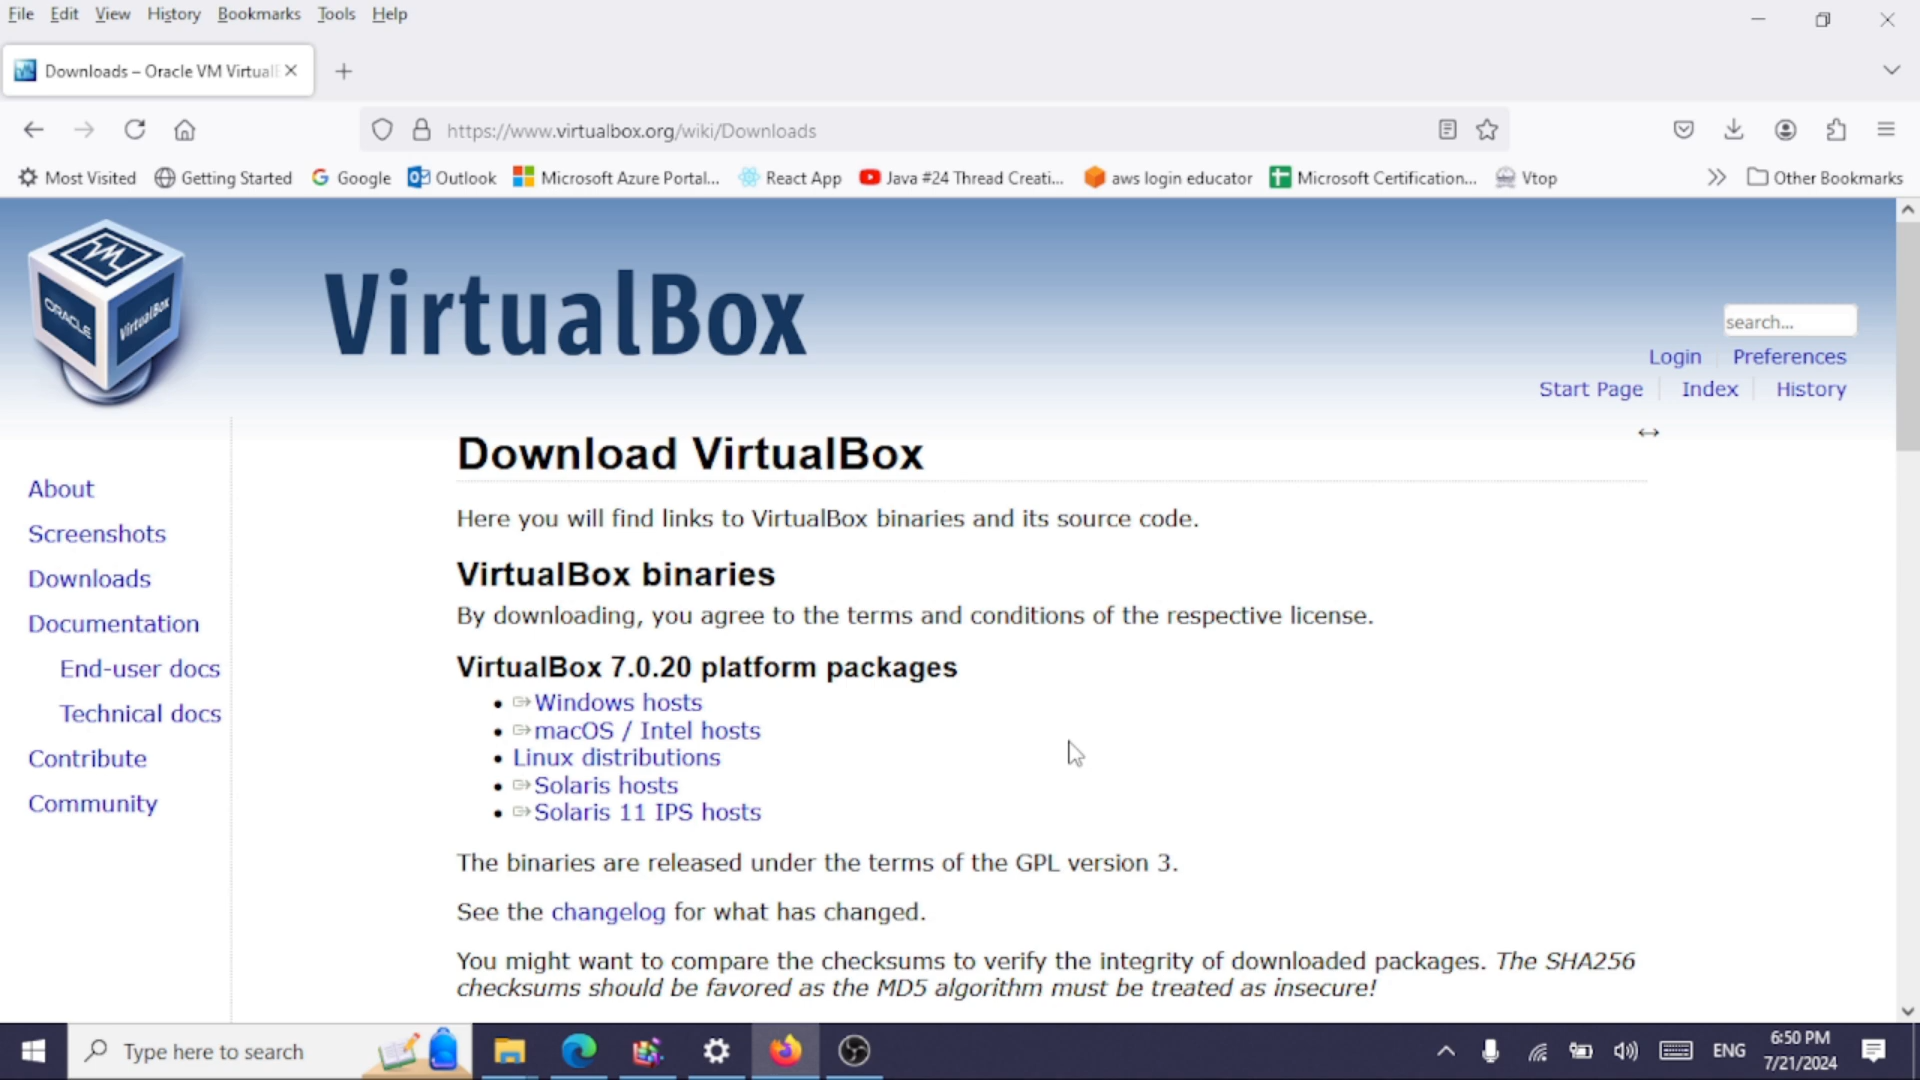 File Edit View History Bookmarks Tools Help
Downloads – Oracle VM Virtual
https://www.virtualbox.org/wiki/Downloads
Most Visited Getting Started Google Outlook Microsoft Azure Portal... React App Java #24 Thread Creati... aws login educator Microsoft Certification... Vtop Other Bookmarks
ORACLE VirtualBox
VirtualBox
search...
Login Preferences
Start Page Index History
About
Screenshots
Downloads
Documentation
End-user docs
Technical docs
Contribute
Community
Download VirtualBox
Here you will find links to VirtualBox binaries and its source code.
VirtualBox binaries
By downloading, you agree to the terms and conditions of the respective license.
VirtualBox 7.0.20 platform packages
Windows hosts
macOS / Intel hosts
Linux distributions
Solaris hosts
Solaris 11 IPS hosts
The binaries are released under the terms of the GPL version 3.
See the changelog for what has changed.
You might want to compare the checksums to verify the integrity of downloaded packages. The SHA256
checksums should be favored as the MD5 algorithm must be treated as insecure!
Type here to search
ENG
6:50 PM
7/21/2024